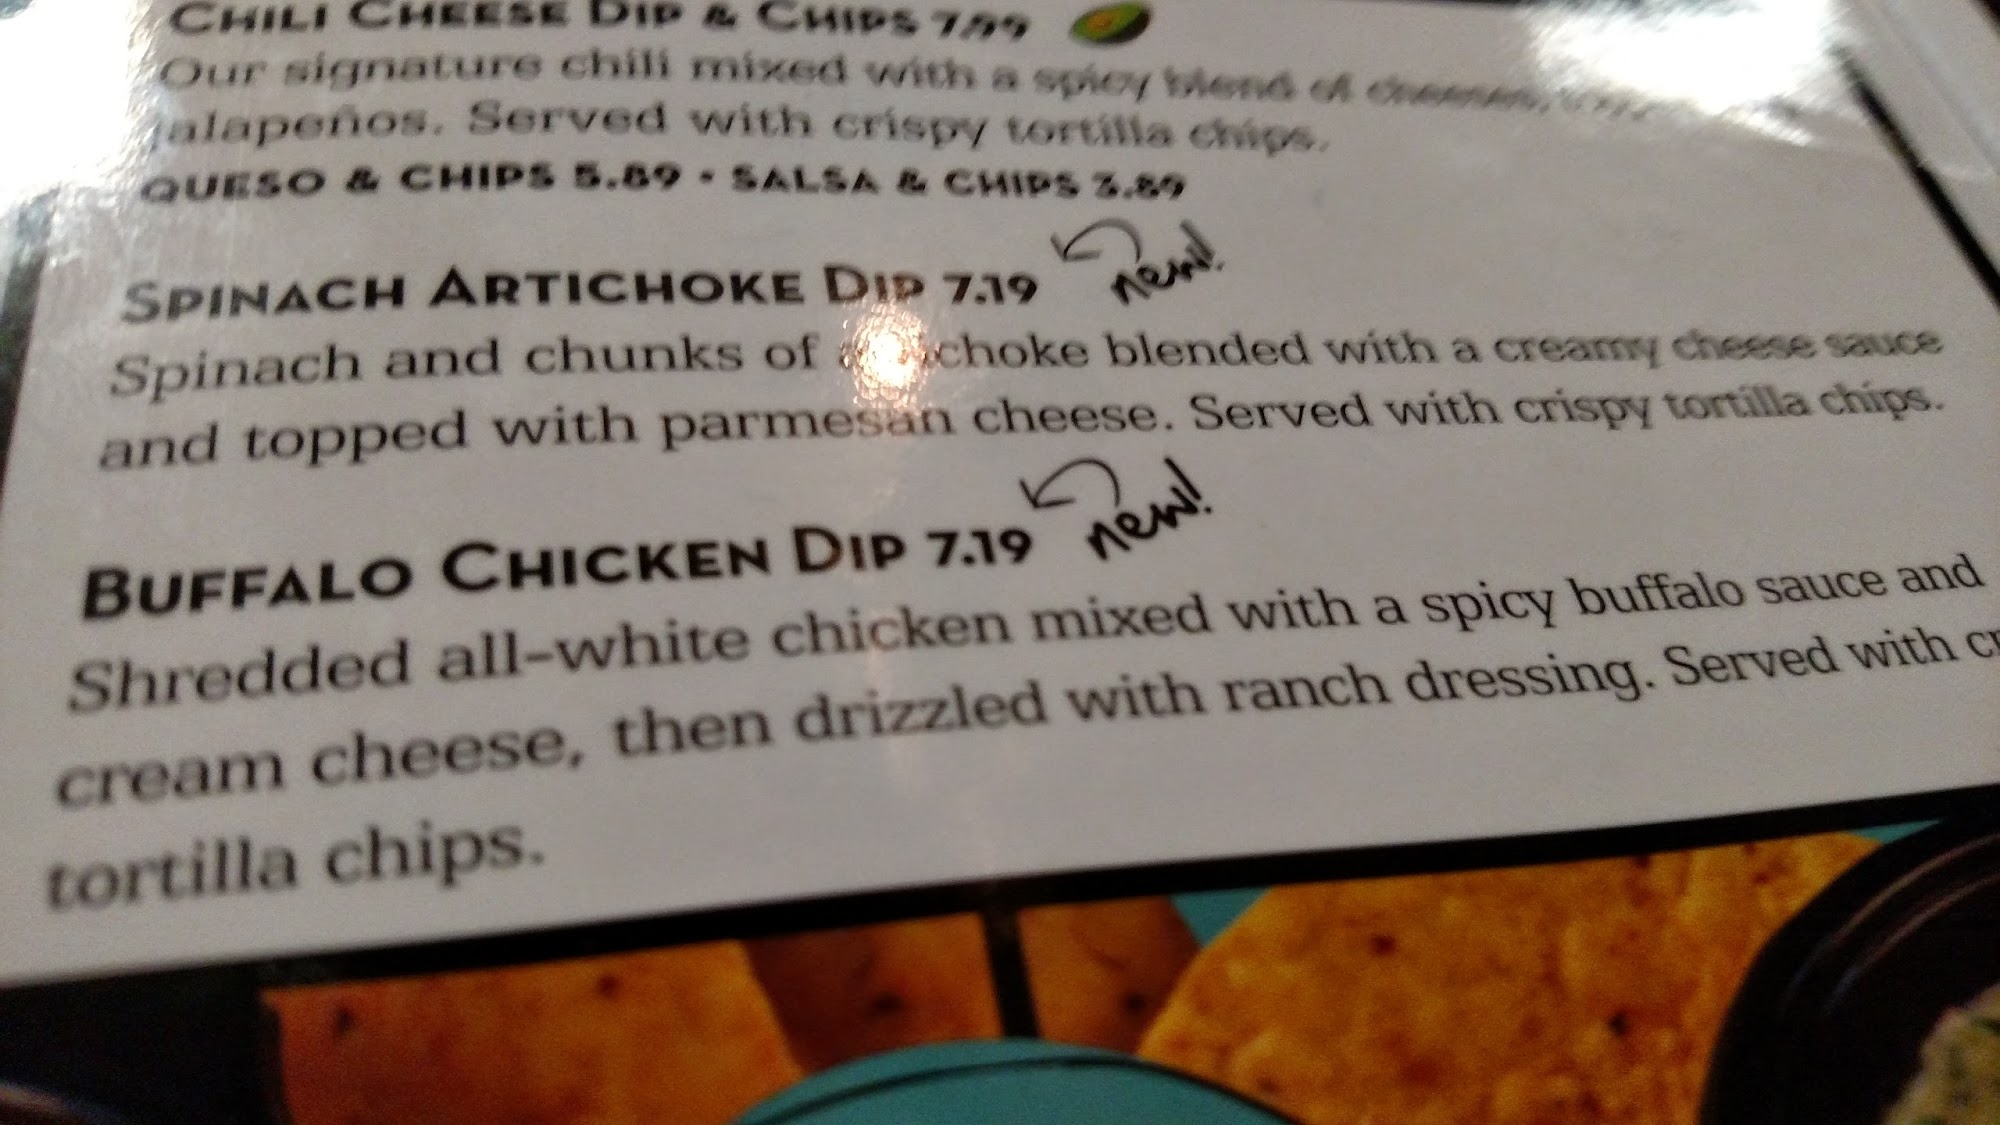 CHILI CHEESE DIP & CHIPS 7.99
Our signature chili mixed with a spicy blend of cheeses,
jalapeños. Served with crispy tortilla chips.
QUESO & CHIPS 5.89 • SALSA & CHIPS 3.89
SPINACH ARTICHOKE DIP 7.19 new!
Spinach and chunks of artichoke blended with a creamy cheese sauce
and topped with parmesan cheese. Served with crispy tortilla chips.
BUFFALO CHICKEN DIP 7.19 new!
Shredded all-white chicken mixed with a spicy buffalo sauce and
cream cheese, then drizzled with ranch dressing. Served with
tortilla chips.